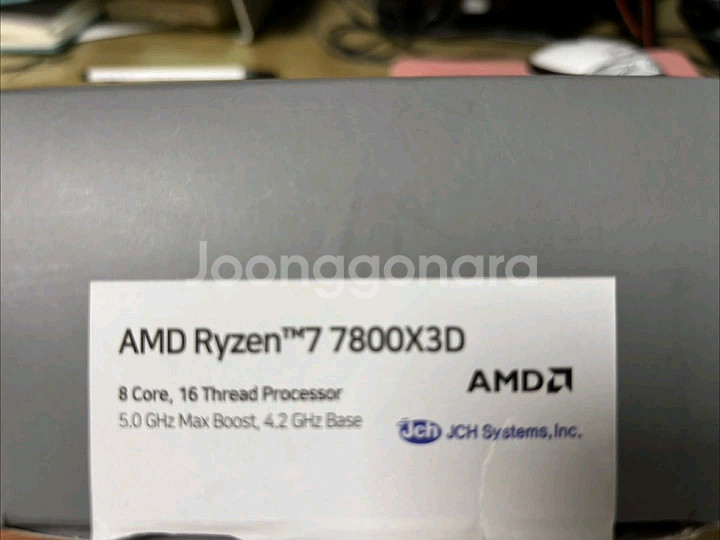 Joonggonara
AMD Ryzen™7 7800X3D
8 Core, 16 Thread Processor
5.0 GHz Max Boost, 4.2 GHz Base
AMD
Jch JCH Systems,Inc.